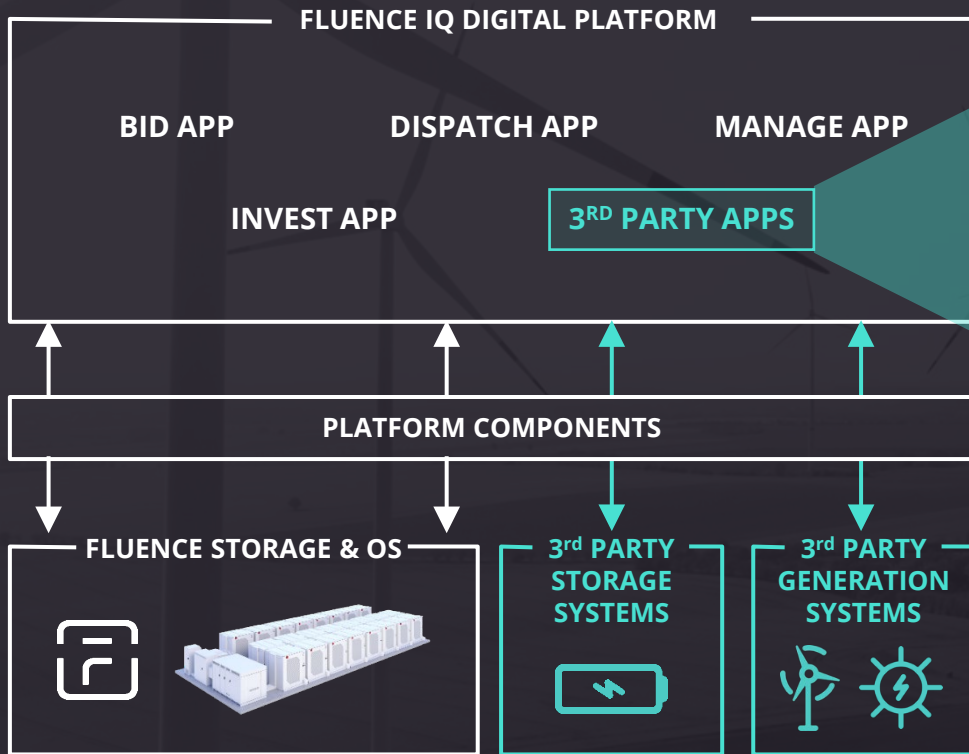 FLUENCE IQ DIGITAL PLATFORM
BID APP
DISPATCH APP
MANAGE APP
INVEST APP
3RD PARTY APPS
PLATFORM COMPONENTS
FLUENCE STORAGE & OS
3rd PARTY
STORAGE
SYSTEMS
3rd PARTY
GENERATION
SYSTEMS